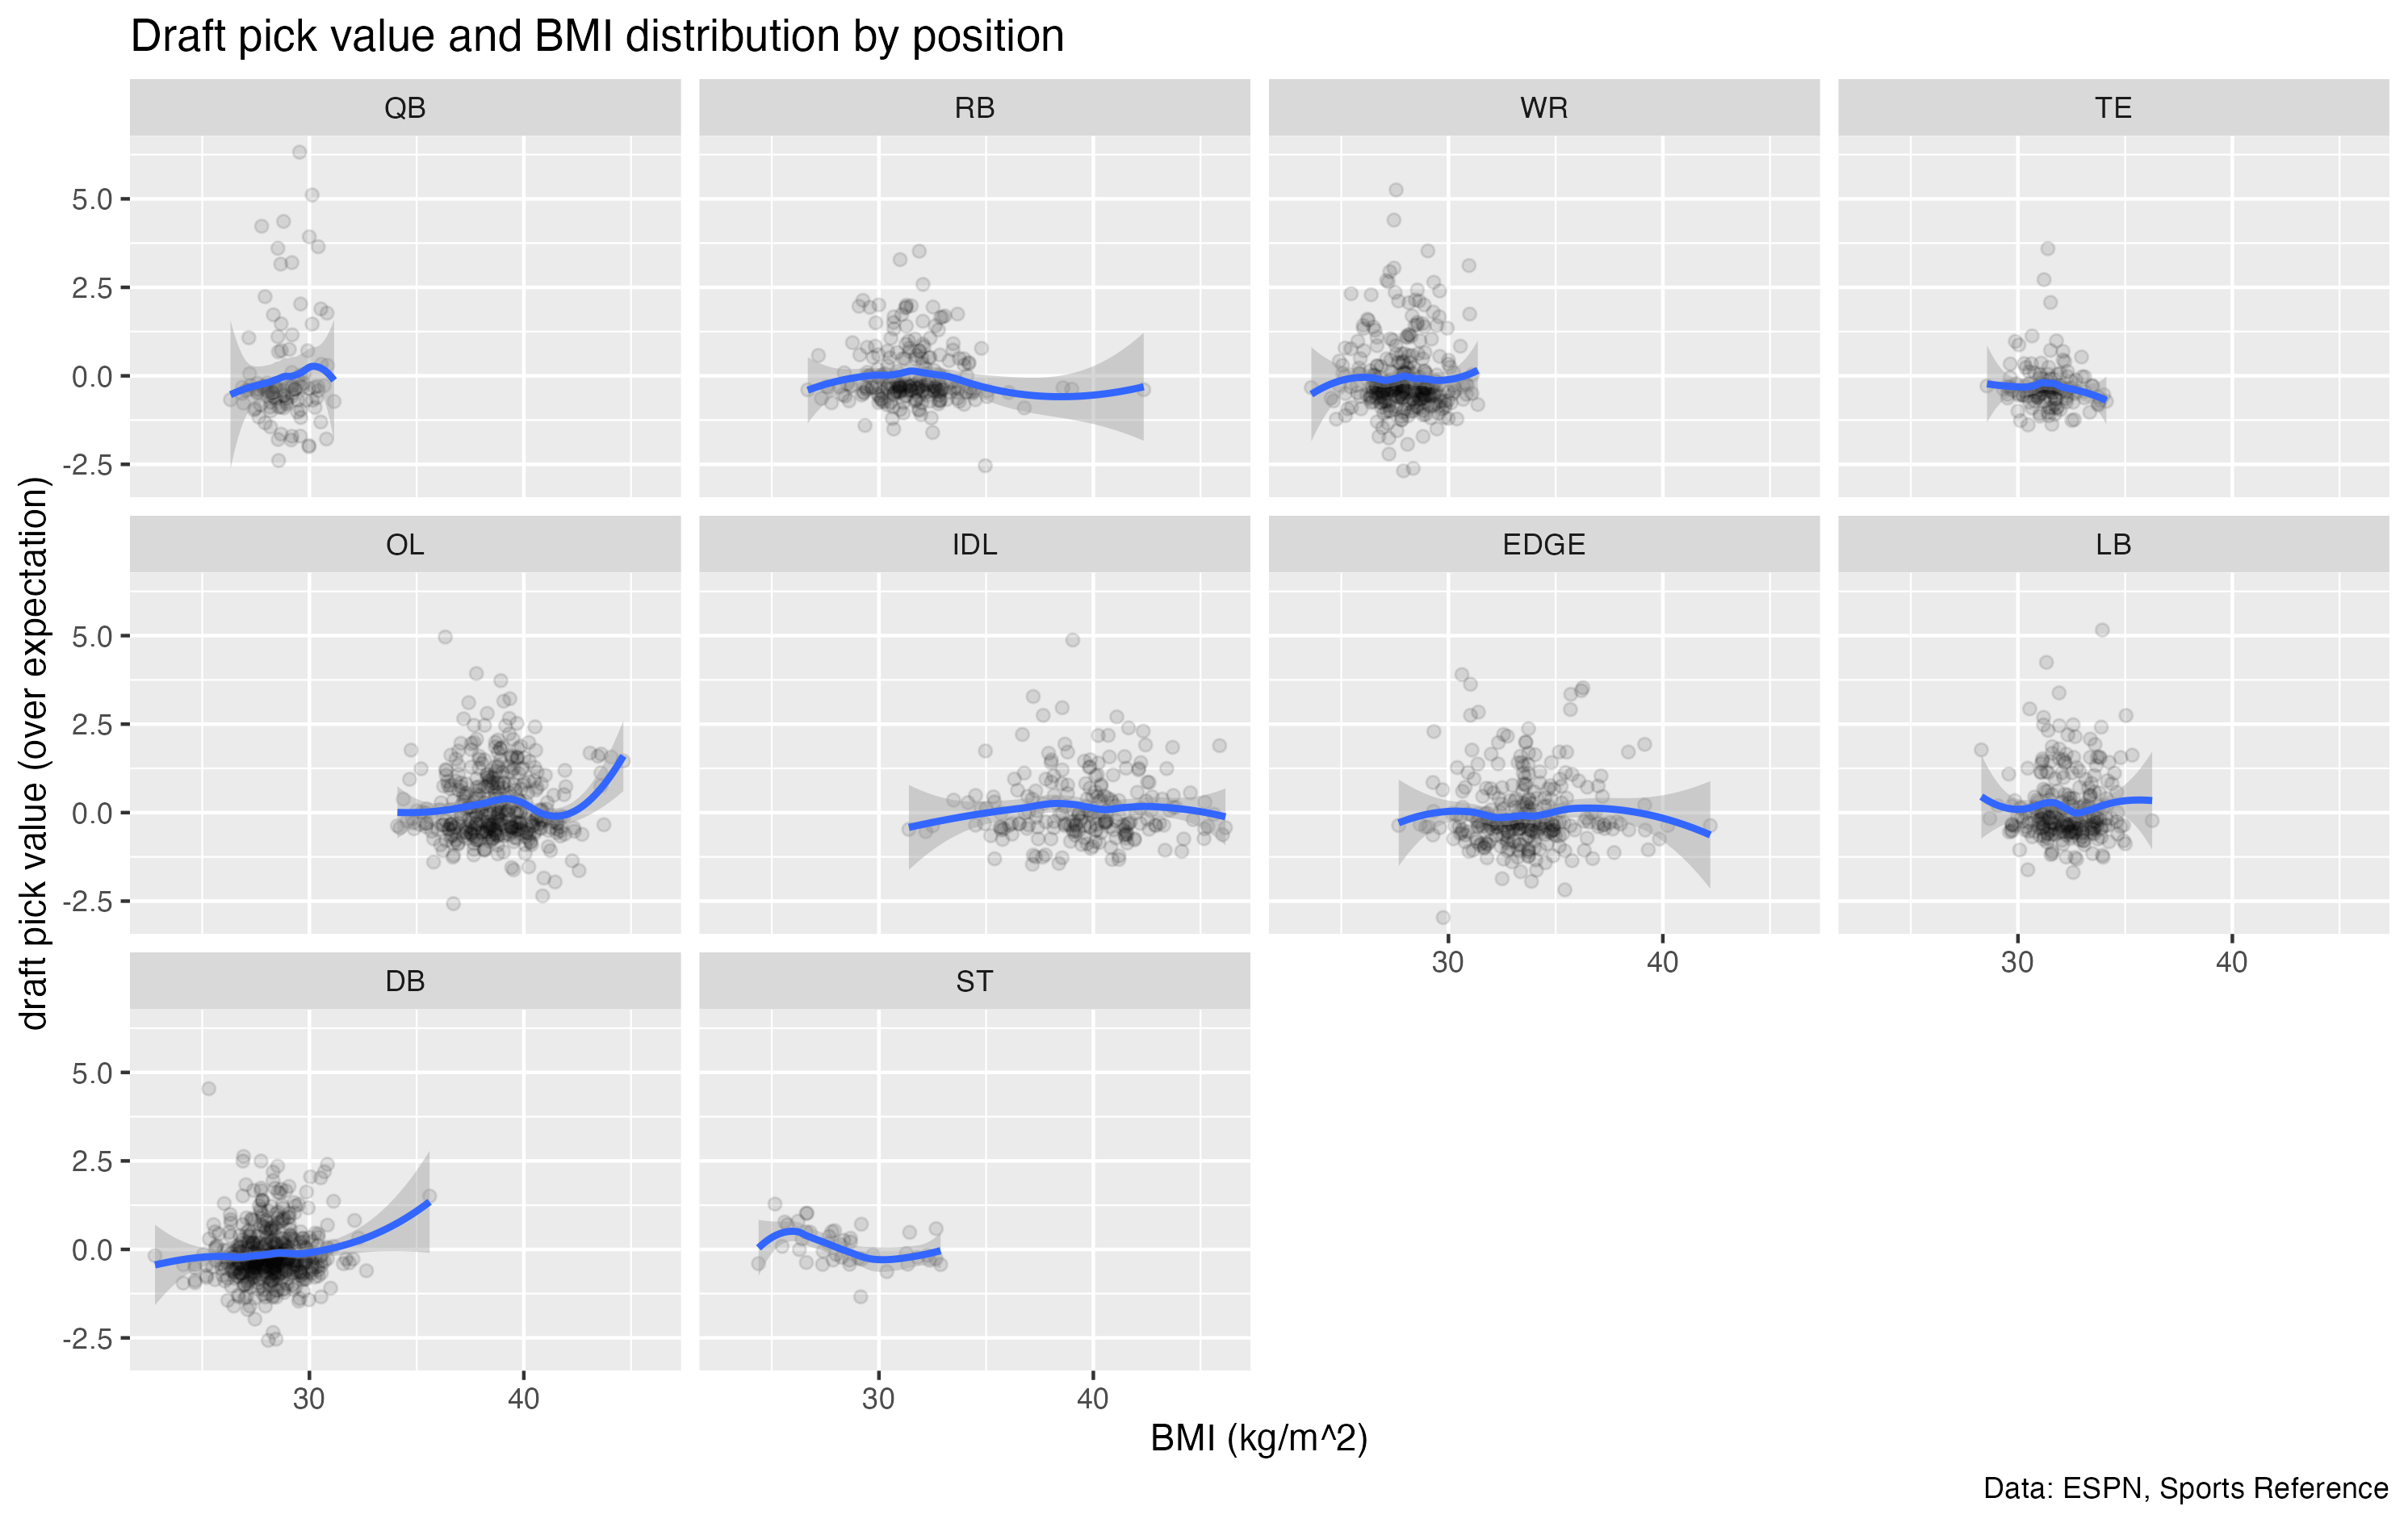 Draft pick value and BMI distribution by position
QB
RB
WR
TE
5.0
2.5
0.0
-2.5
OL
IDL
EDGE
LB
5.0
2.5
0.0
-2.5
30
40
30
40
DB
ST
5.0
2.5
0.0
-2.5
30
40
30
40
draft pick value (over expectation)
BMI (kg/m^2)
Data: ESPN, Sports Reference